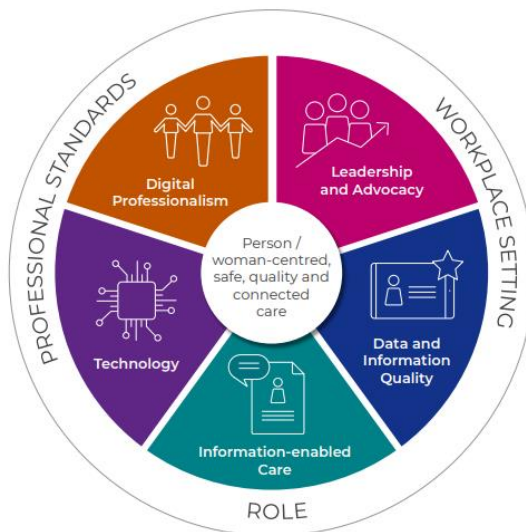 PROFESSIONAL STANDARDS
WORKPLACE SETTING
Digital
Professionalism
Leadership
and Advocacy
Person /
woman-centred,
safe, quality and
connected
care
Technology
Data and
Information
Quality
Information-enabled
Care
ROLE